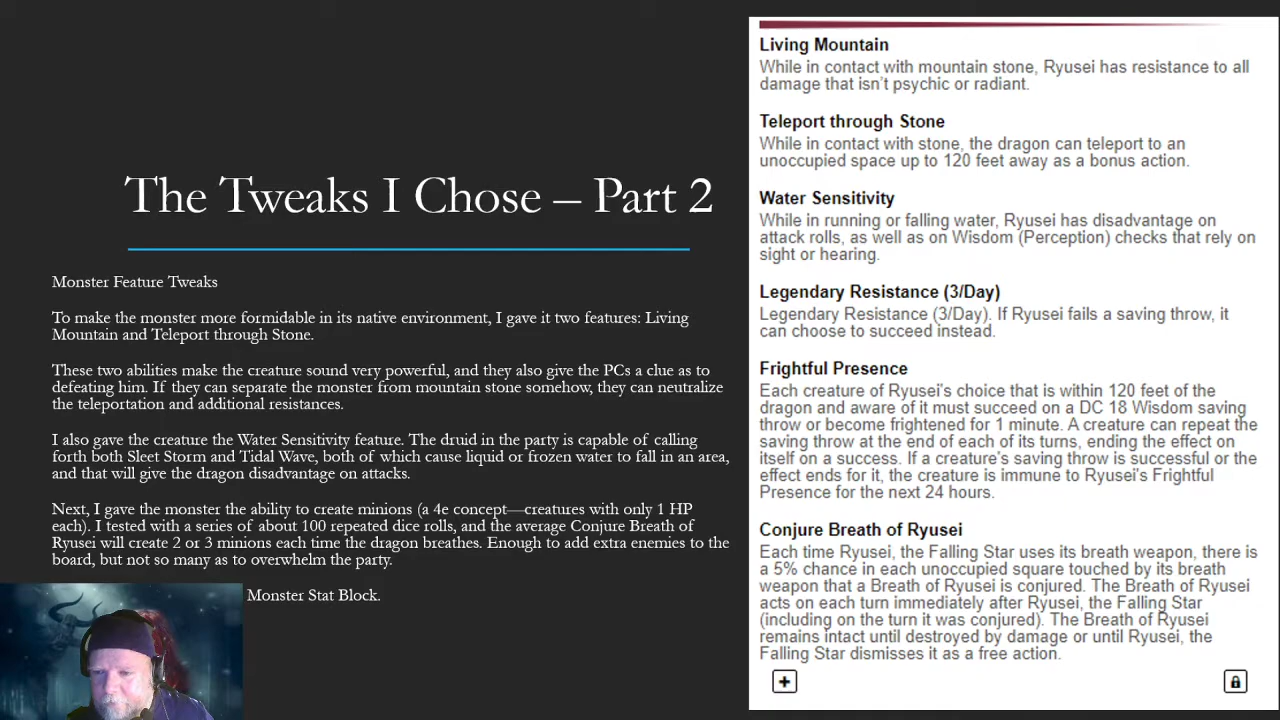 The Tweaks I Chose – Part 2
Monster Feature Tweaks
To make the monster more formidable in its native environment, I gave it two features: Living
Mountain and Teleport through Stone.
These two abilities make the creature sound very powerful, and they also give the PCs a clue as to
defeating him. If they can separate the monster from mountain stone somehow, they can neutralize
the teleportation and additional resistances.
I also gave the creature the Water Sensitivity feature. The druid in the party is capable of calling
forth both Sleet Storm and Tidal Wave, both of which cause liquid or frozen water to fall in an area,
and that will give the dragon disadvantage on attacks.
Next, I gave the monster the ability to create minions (a 4e concept—creatures with only 1 HP
each). I tested with a series of about 100 repeated dice rolls, and the average Conjure Breath of
Ryusei will create 2 or 3 minions each time the dragon breathes. Enough to add extra enemies to the
board, but not so many as to overwhelm the party.
Monster Stat Block.
Living Mountain
While in contact with mountain stone, Ryusei has resistance to all
damage that isn't psychic or radiant.
Teleport through Stone
While in contact with stone, the dragon can teleport to an
unoccupied space up to 120 feet away as a bonus action.
Water Sensitivity
While in running or falling water, Ryusei has disadvantage on
attack rolls, as well as on Wisdom (Perception) checks that rely on
sight or hearing.
Legendary Resistance (3/Day)
Legendary Resistance (3/Day). If Ryusei fails a saving throw, it
can choose to succeed instead.
Frightful Presence
Each creature of Ryusei's choice that is within 120 feet of the
dragon and aware of it must succeed on a DC 18 Wisdom saving
throw or become frightened for 1 minute. A creature can repeat the
saving throw at the end of each of its turns, ending the effect on
itself on a success. If a creature's saving throw is successful or the
effect ends for it, the creature is immune to Ryusei's Frightful
Presence for the next 24 hours.
Conjure Breath of Ryusei
Each time Ryusei, the Falling Star uses its breath weapon, there is
a 5% chance in each unoccupied square touched by its breath
weapon that a Breath of Ryusei is conjured. The Breath of Ryusei
acts on each turn immediately after Ryusei, the Falling Star
(including on the turn it was conjured). The Breath of Ryusei
remains intact until destroyed by damage or until Ryusei, the
Falling Star dismisses it as a free action.